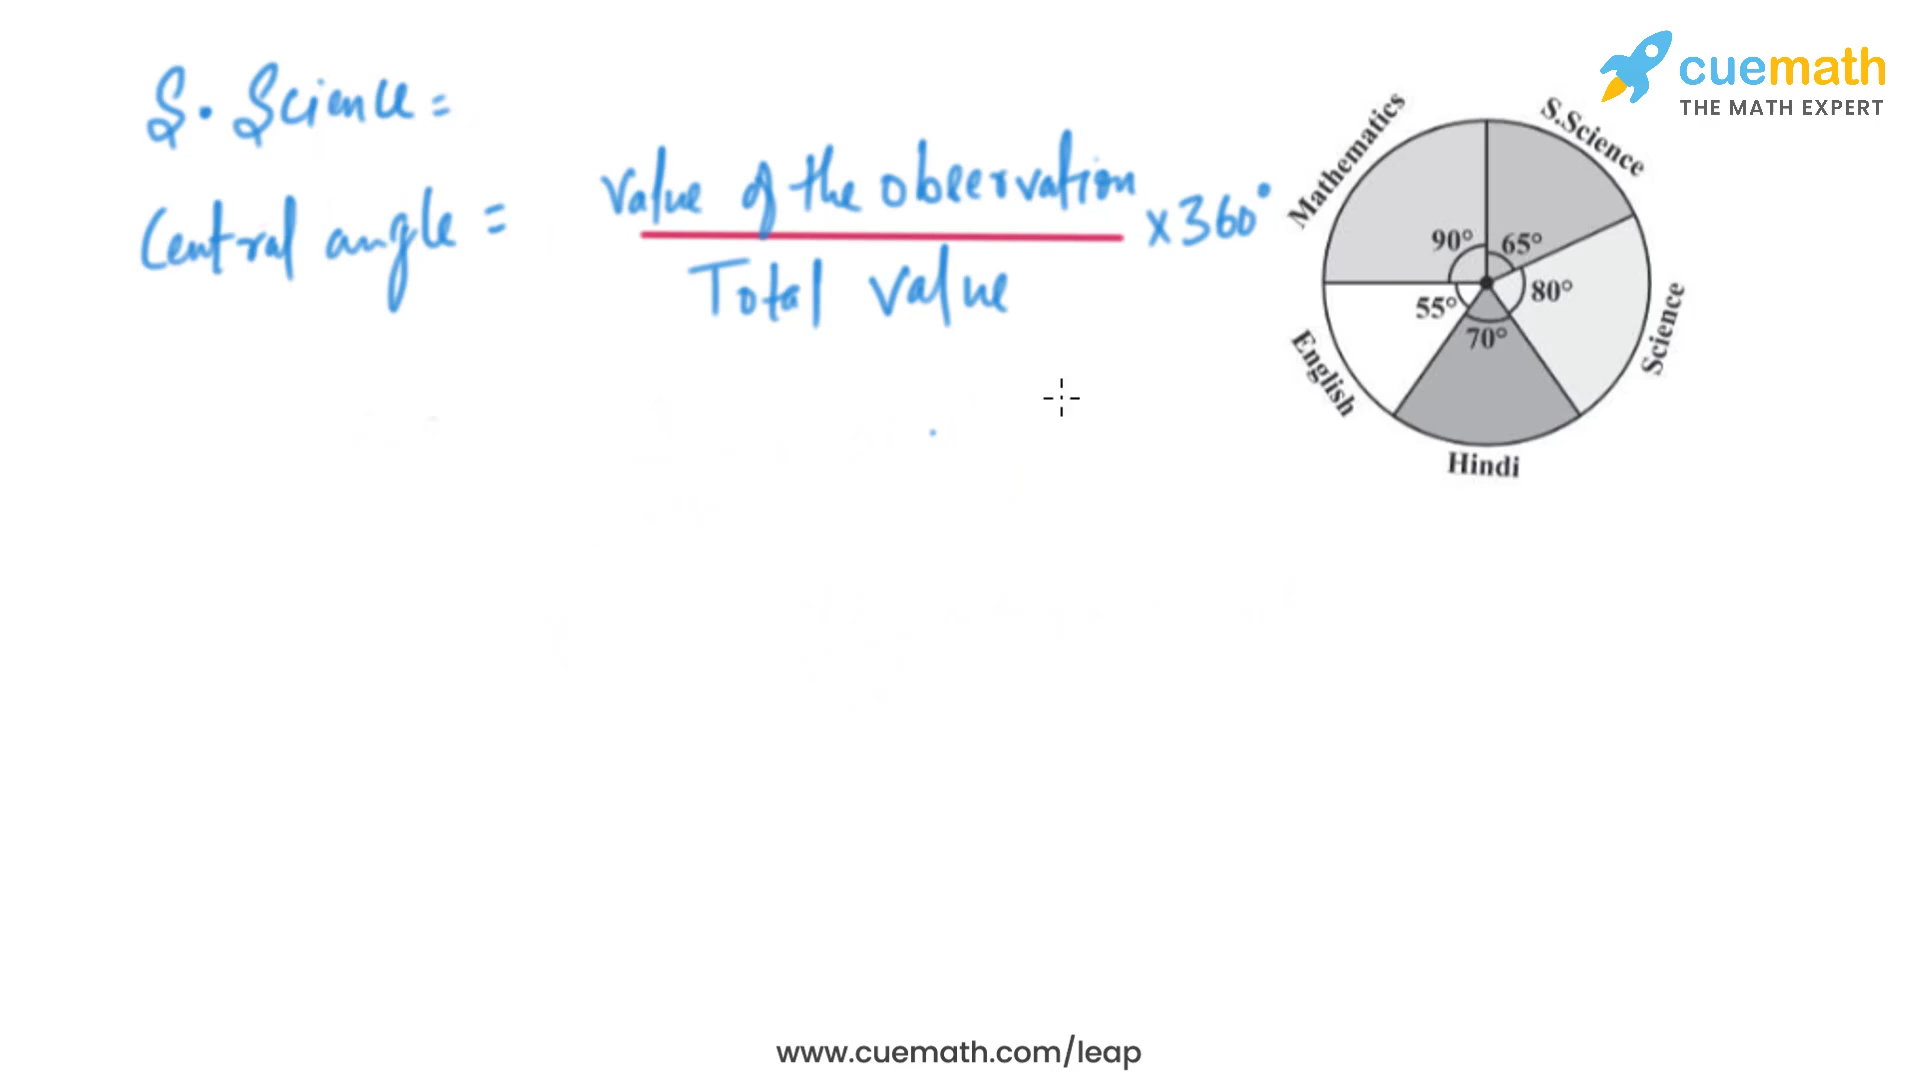 S. Science =
Central angle = Value of the observation × 360°
Total Value
cuemath
THE MATH EXPERT
Mathematics
S.Science
90°
65°
55°
80°
70°
English
Science
Hindi
www.cuemath.com/leap